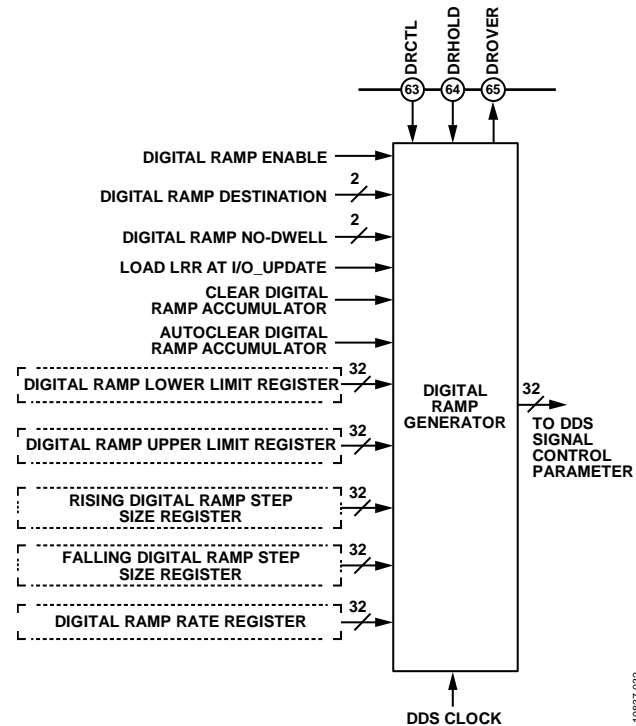 DRCTL
DRHOLD
DROVER
63
64
65
DIGITAL RAMP ENABLE
2
DIGITAL RAMP DESTINATION
2
DIGITAL RAMP NO-DWELL
LOAD LRR AT I/O_UPDATE
CLEAR DIGITAL
RAMP ACCUMULATOR
AUTOCLEAR DIGITAL
RAMP ACCUMULATOR
32
DIGITAL RAMP LOWER LIMIT REGISTER
32
DIGITAL RAMP UPPER LIMIT REGISTER
32
RISING DIGITAL RAMP STEP
SIZE REGISTER
32
FALLING DIGITAL RAMP STEP
SIZE REGISTER
32
DIGITAL RAMP RATE REGISTER
DIGITAL
RAMP
GENERATOR
32
TO DDS
SIGNAL
CONTROL
PARAMETER
DDS CLOCK